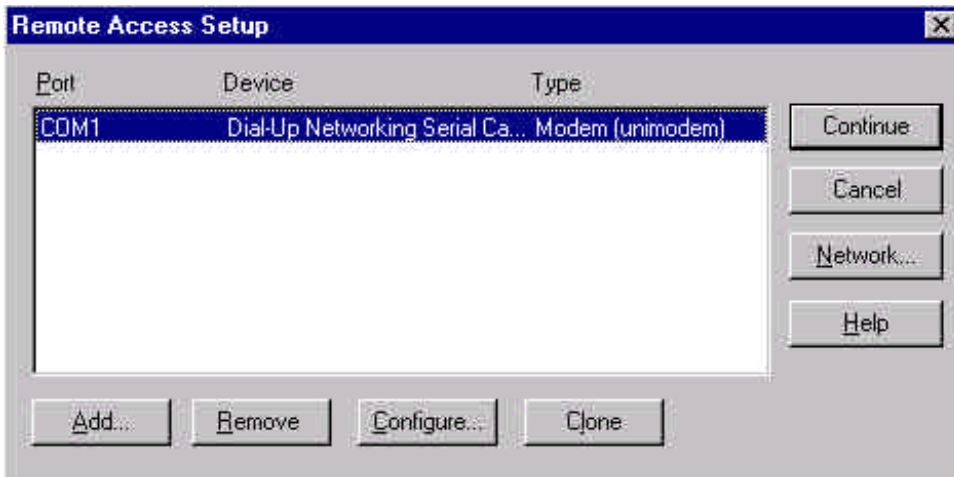 Remote Access Setup
Port Device Type
COM1 Dial-Up Networking Serial Ca... Modem (unimodem)
Continue
Cancel
Network...
Help
Add... Remove Configure... Clone